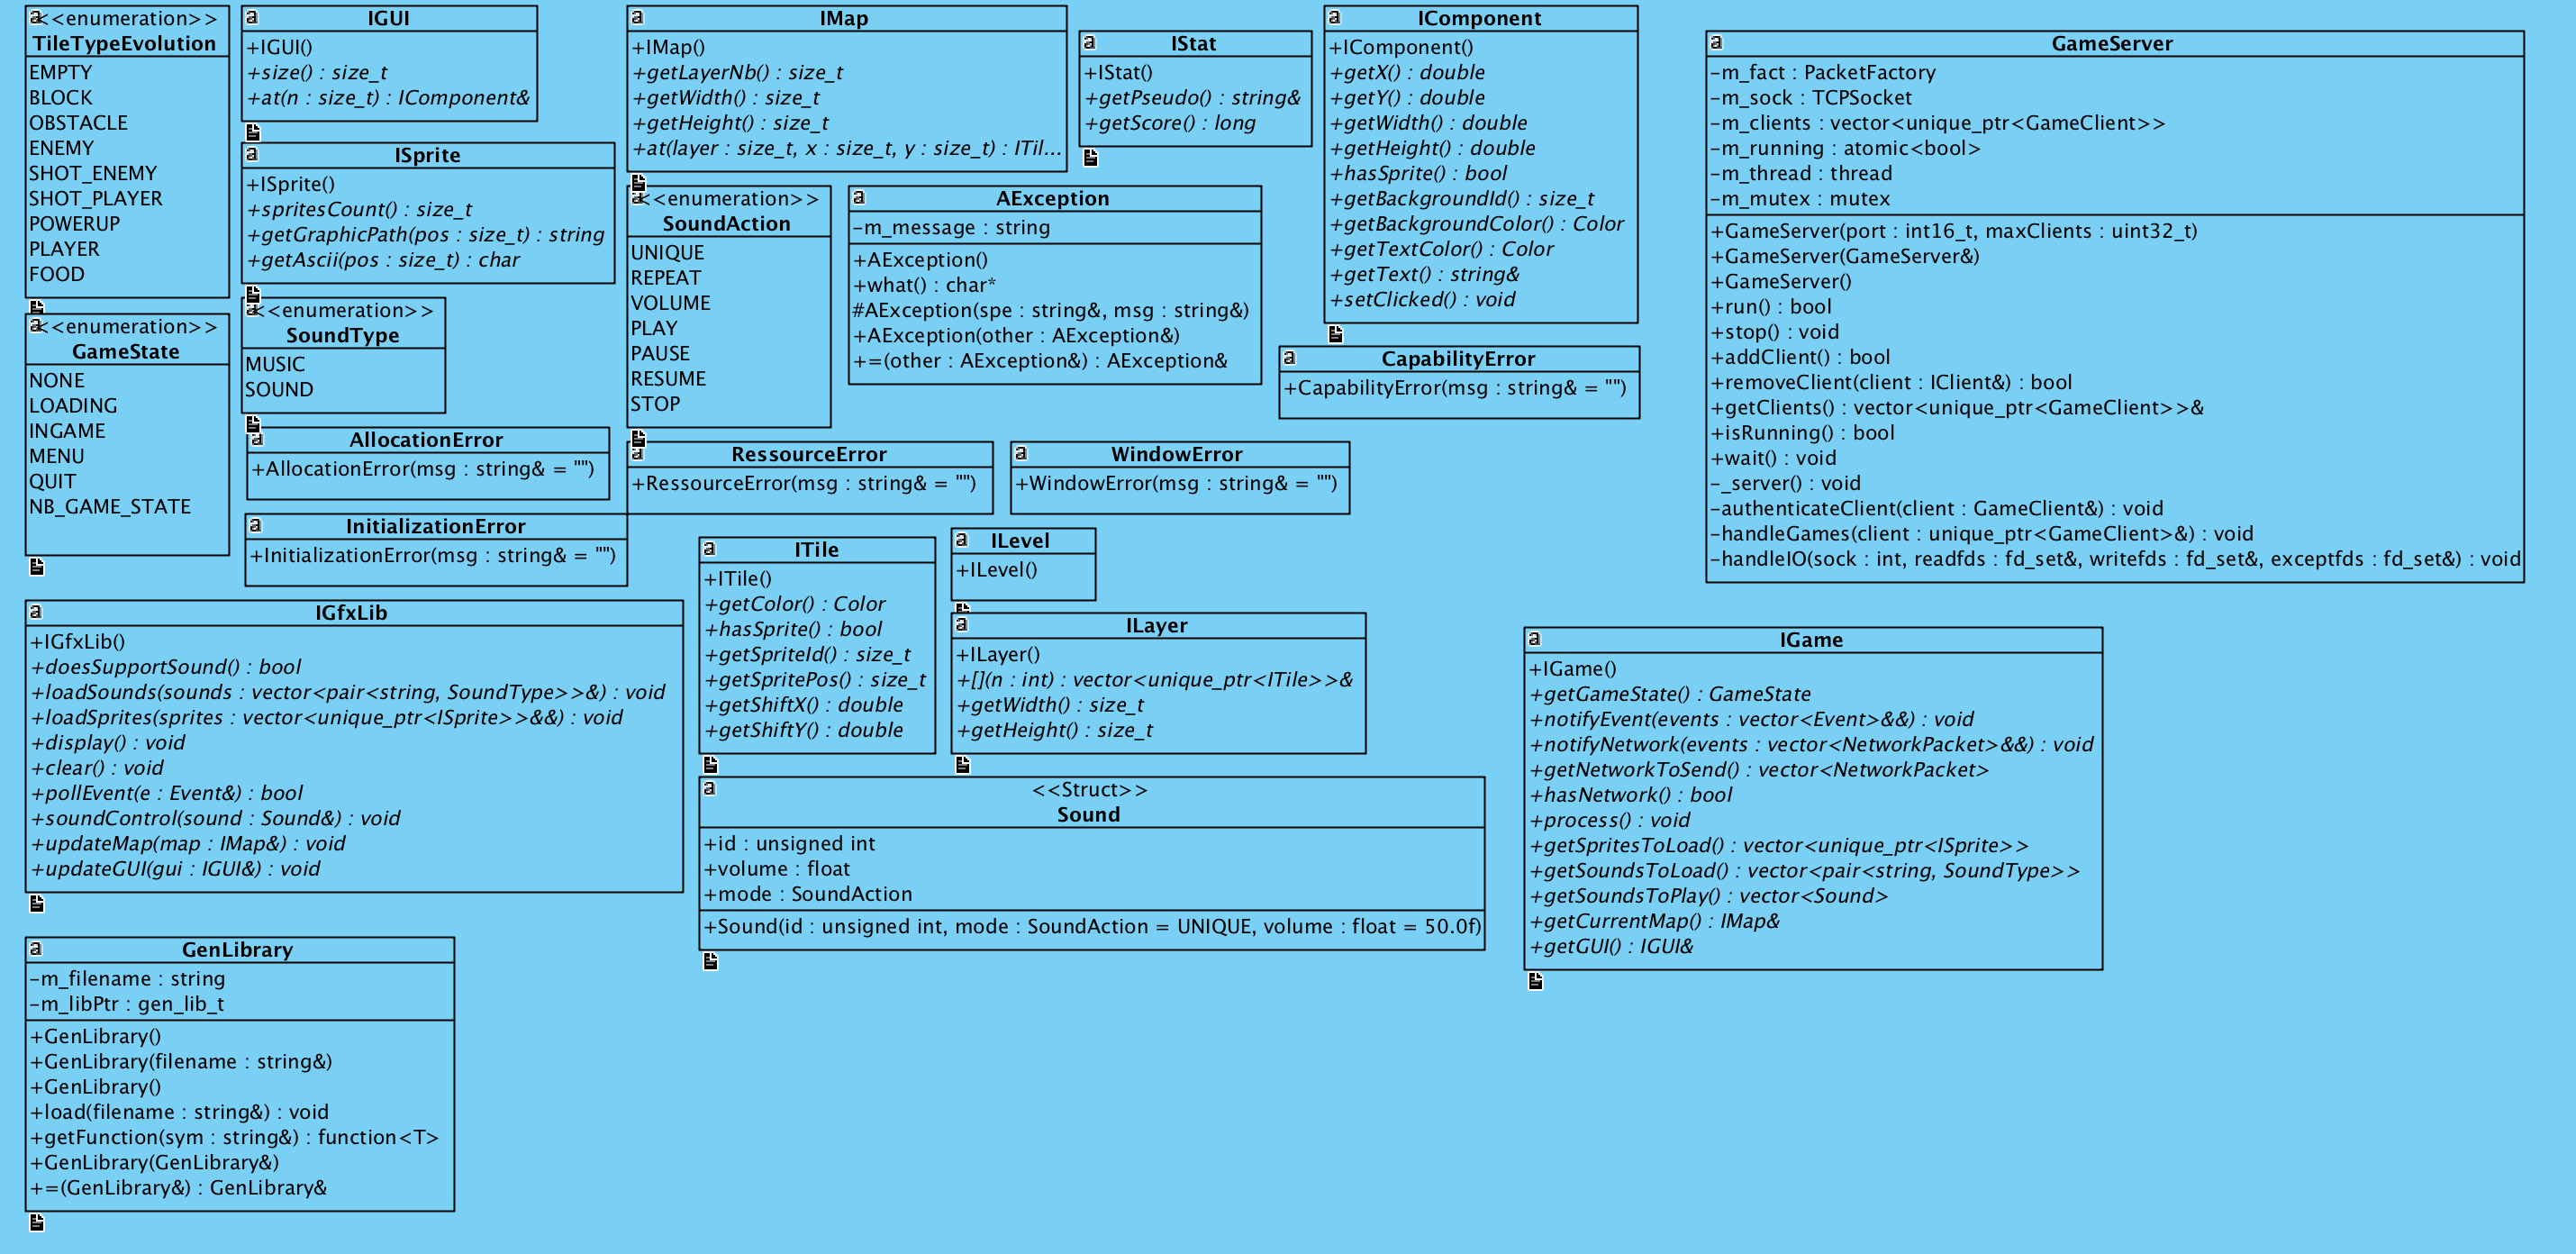 <<enumeration>>
TileTypeEvolution
EMPTY
BLOCK
OBSTACLE
ENEMY
SHOT_ENEMY
SHOT_PLAYER
POWERUP
PLAYER
FOOD
<<enumeration>>
GameState
NONE
LOADING
INGAME
MENU
QUIT
NB_GAME_STATE
IGUI
+IGUI()
+size() : size_t
+at(n : size_t) : IComponent&
ISprite
+ISprite()
+spritesCount() : size_t
+getGraphicPath(pos : size_t) : string
+getAscii(pos : size_t) : char
<<enumeration>>
SoundType
MUSIC
SOUND
AllocationError
+AllocationError(msg : string& = "")
InitializationError
+InitializationError(msg : string& = "")
IMap
+IMap()
+getLayerNb() : size_t
+getWidth() : size_t
+getHeight() : size_t
+at(layer : size_t, x : size_t, y : size_t) : ITil...
<<enumeration>>
SoundAction
UNIQUE
REPEAT
VOLUME
PLAY
PAUSE
RESUME
STOP
AException
-m_message : string
+AException()
+what() : char*
#AException(spe : string&, msg : string&)
+AException(other : AException&)
+=(other : AException&) : AException&
IStat
+IStat()
+getPseudo() : string&
+getScore() : long
IComponent
+IComponent()
+getX() : double
+getY() : double
+getWidth() : double
+getHeight() : double
+hasSprite() : bool
+getBackgroundId() : size_t
+getBackgroundColor() : Color
+getTextColor() : Color
+getText() : string&
+setClicked() : void
CapabilityError
+CapabilityError(msg : string& = "")
RessourceError
+RessourceError(msg : string& = "")
WindowError
+WindowError(msg : string& = "")
GameServer
-m_fact : PacketFactory
-m_sock : TCPSocket
-m_clients : vector<unique_ptr<GameClient>>
-m_running : atomic<bool>
-m_thread : thread
-m_mutex : mutex
+GameServer(port : int16_t, maxClients : uint32_t)
+GameServer(GameServer&)
+GameServer()
+run() : bool
+stop() : void
+addClient() : bool
+removeClient(client : IClient&) : bool
+getClients() : vector<unique_ptr<GameClient>>&
+isRunning() : bool
+wait() : void
-_server() : void
-authenticateClient(client : GameClient&) : void
-handleGames(client : unique_ptr<GameClient>&) : void
-handleIO(sock : int, readfds : fd_set&, writefds : fd_set&, exceptfds : fd_set&) : void
IGfxLib
+IGfxLib()
+doesSupportSound() : bool
+loadSounds(sounds : vector<pair<string, SoundType>>&) : void
+loadSprites(sprites : vector<unique_ptr<ISprite>>&&) : void
+display() : void
+clear() : void
+pollEvent(e : Event&) : bool
+soundControl(sound : Sound&) : void
+updateMap(map : IMap&) : void
+updateGUI(gui : IGUI&) : void
ITile
+ITile()
+getColor() : Color
+hasSprite() : bool
+getSpriteId() : size_t
+getSpritePos() : size_t
+getShiftX() : double
+getShiftY() : double
ILevel
+ILevel()
ILayer
+ILayer()
+[](n : int) : vector<unique_ptr<ITile>>&
+getWidth() : size_t
+getHeight() : size_t
<<Struct>>
Sound
+id : unsigned int
+volume : float
+mode : SoundAction
+Sound(id : unsigned int, mode : SoundAction = UNIQUE, volume : float = 50.0f)
IGame
+IGame()
+getGameState() : GameState
+notifyEvent(events : vector<Event>&&) : void
+notifyNetwork(events : vector<NetworkPacket>&&) : void
+getNetworkToSend() : vector<NetworkPacket>
+hasNetwork() : bool
+process() : void
+getSpritesToLoad() : vector<unique_ptr<ISprite>>
+getSoundsToLoad() : vector<pair<string, SoundType>>
+getSoundsToPlay() : vector<Sound>
+getCurrentMap() : IMap&
+getGUI() : IGUI&
GenLibrary
-m_filename : string
-m_libPtr : gen_lib_t
+GenLibrary()
+GenLibrary(filename : string&)
+GenLibrary()
+load(filename : string&) : void
+getFunction(sym : string&) : function<T>
+GenLibrary(GenLibrary&)
+=(GenLibrary&) : GenLibrary&